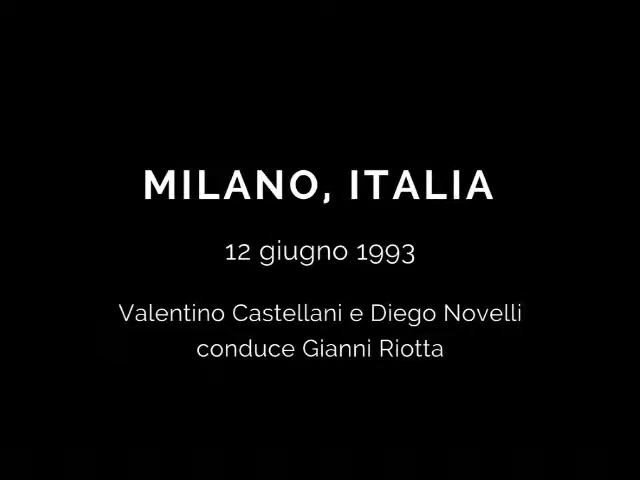 MILANO, ITALIA
12 giugno 1993
Valentino Castellani e Diego Novelli
conduce Gianni Riotta